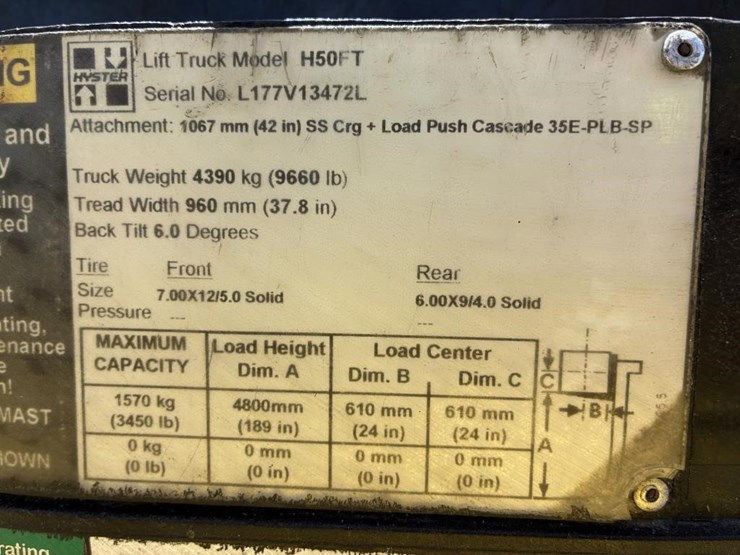 IG
and
y
ing
ted
nt
ating,
enance
e
n!
MAST
OWN
rating
HYSTER
Lift Truck Model H50FT
Serial No. L177V13472L
Attachment: 1067 mm (42 in) SS Crg + Load Push Cascade 35E-PLB-SP
Truck Weight 4390 kg (9660 lb)
Tread Width 960 mm (37.8 in)
Back Tilt 6.0 Degrees
Tire Front Rear
Size 7.00X12/5.0 Solid 6.00X9/4.0 Solid
Pressure --- ---
MAXIMUM CAPACITY Load Height Dim. A Load Center Dim. B Dim. C
1570 kg (3450 lb) 4800mm (189 in) 610 mm (24 in) 610 mm (24 in)
0 kg (0 lb) 0 mm (0 in) 0 mm (0 in) 0 mm (0 in)
C
B
A